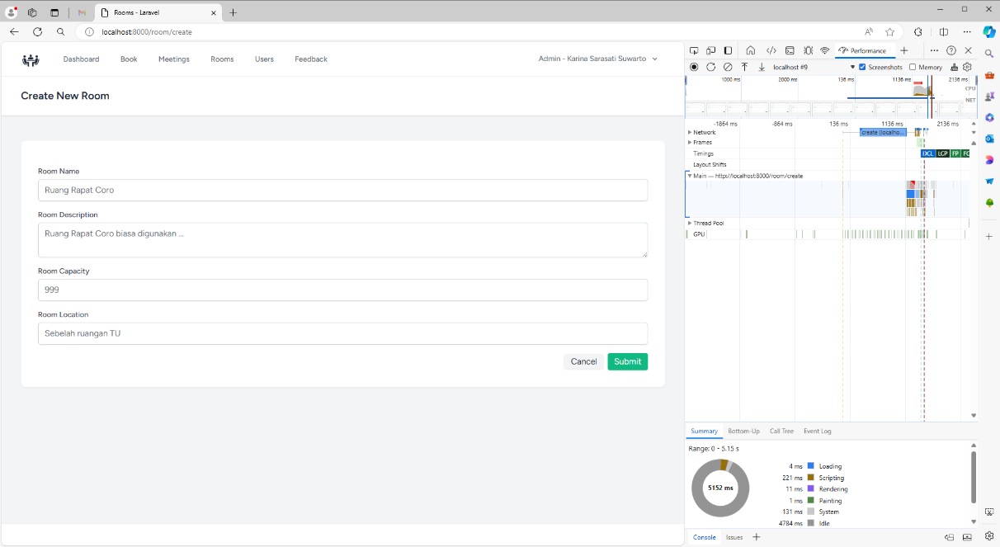 Rooms - Laravel
localhost:8000/room/create
Dashboard Book Meetings Rooms Users Feedback Admin - Karina Sarasati Suwarto
Create New Room
Room Name
Ruang Rapat Coro
Room Description
Ruang Rapat Coro biasa digunakan ...
Room Capacity
999
Room Location
Sebelah ruangan TU
Cancel Submit
Performance
localhost #9 Screenshots Memory
1000 ms 2000 ms 136 ms 1136 ms 2136 ms
CPU
NET
-1864 ms -864 ms 136 ms 1136 ms 2136 ms
Network create (localho...
Frames
Timings DCL LCP FP FC
Layout Shifts
Main — http://localhost:8000/room/create
Thread Pool
GPU
Summary Bottom-Up Call Tree Event Log
Range: 0 - 5.15 s
5152 ms
4 ms Loading
221 ms Scripting
11 ms Rendering
1 ms Painting
131 ms System
4784 ms Idle
Console Issues